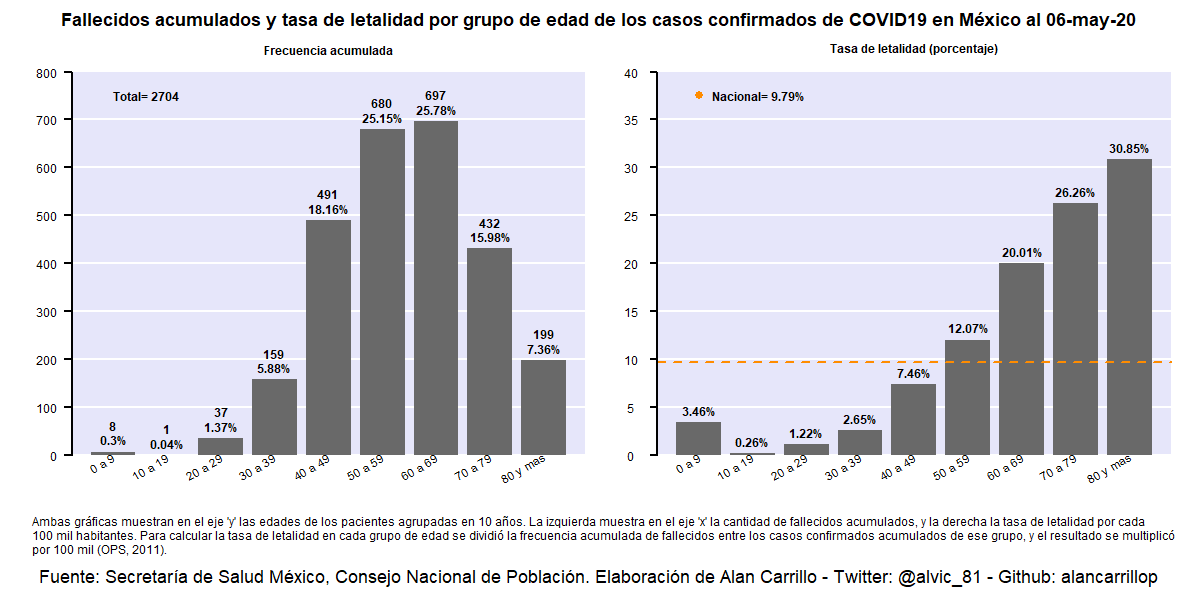 Fallecidos acumulados y tasa de letalidad por grupo de edad de los casos confirmados de COVID19 en México al 06-may-20
Frecuencia acumulada
800
700
600
500
400
300
200
100
0
Total= 2704
8
0.3%
1
0.04%
37
1.37%
159
5.88%
491
18.16%
680
25.15%
697
25.78%
432
15.98%
199
7.36%
0 a 9
10 a 19
20 a 29
30 a 39
40 a 49
50 a 59
60 a 69
70 a 79
80 y mas
Tasa de letalidad (porcentaje)
40
35
30
25
20
15
10
5
0
Nacional= 9.79%
3.46%
0.26%
1.22%
2.65%
7.46%
12.07%
20.01%
26.26%
30.85%
0 a 9
10 a 19
20 a 29
30 a 39
40 a 49
50 a 59
60 a 69
70 a 79
80 y mas
Ambas gráficas muestran en el eje 'y' las edades de los pacientes agrupadas en 10 años. La izquierda muestra en el eje 'x' la cantidad de fallecidos acumulados, y la derecha la tasa de letalidad por cada
100 mil habitantes. Para calcular la tasa de letalidad en cada grupo de edad se dividió la frecuencia acumulada de fallecidos entre los casos confirmados acumulados de ese grupo, y el resultado se multiplicó
por 100 mil (OPS, 2011).
Fuente: Secretaría de Salud México, Consejo Nacional de Población. Elaboración de Alan Carrillo - Twitter: @alvic_81 - Github: alancarrillop